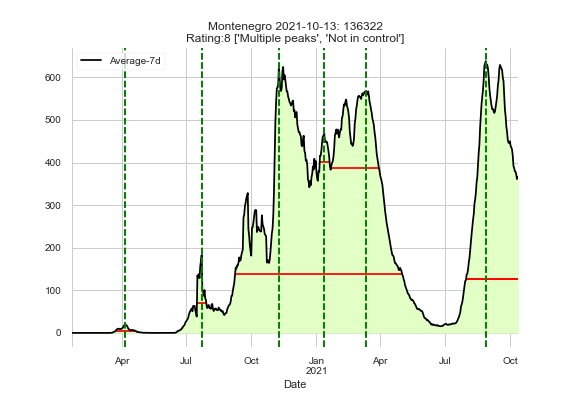 Montenegro 2021-10-13: 136322
Rating:8 ['Multiple peaks', 'Not in control']
Average-7d
600
500
400
300
200
100
0
Apr
Jul
Oct
Jan
2021
Apr
Jul
Oct
Date